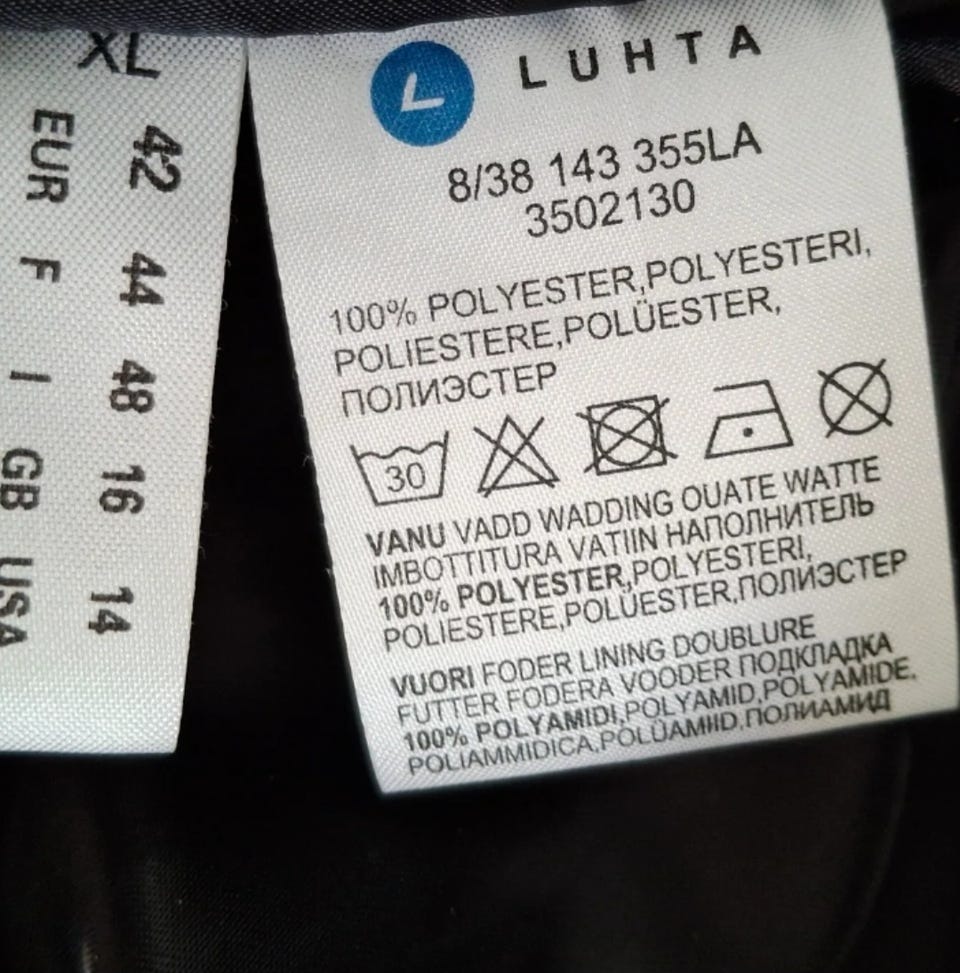 XL
EUR 42
F 44
I 48
GB 16
USA 14
L LUHTA
8/38 143 355LA
3502130
100% POLYESTER,POLYESTERI,
POLIESTERE,POLÜESTER,
ПОЛИЭСТЕР
30
VANU VADD WADDING OUATE WATTE
IMBOTTITURA VATIIN НАПОЛНИТЕЛЬ
100% POLYESTER,POLYESTERI,
POLIESTERE,POLÜESTER,ПОЛИЭСТЕР
VUORI FODER LINING DOUBLURE
FUTTER FODERA VOODER ПОДКЛАДКА
100% POLYAMIDI,POLYAMID,POLYAMIDE,
POLIAMMIDICA,POLÜAMIID,ПОЛИАМИД